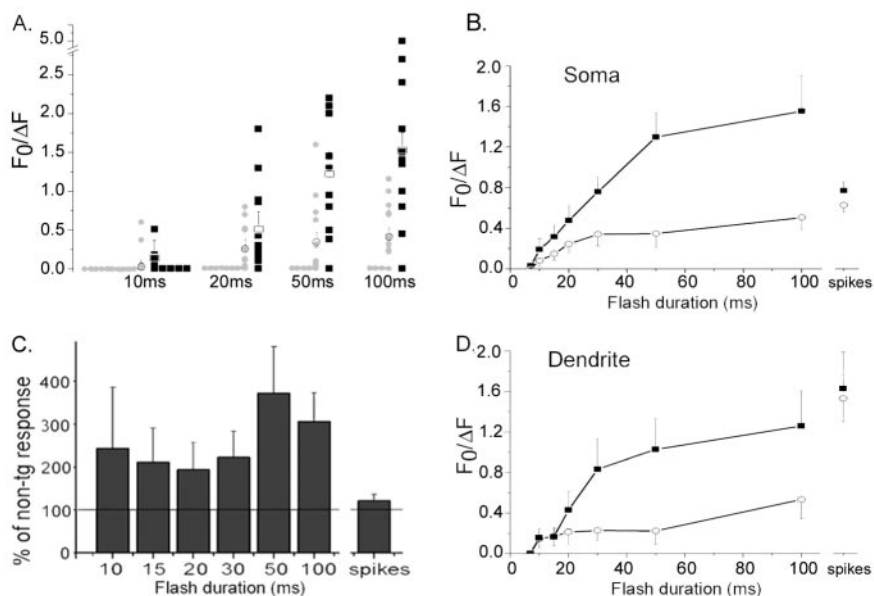 A.
F0/ΔF
5.0
2.5
2.0
1.5
1.0
0.5
0.0
10ms 20ms 50ms 100ms
B.
Soma
F0/ΔF
2.0
1.6
1.2
0.8
0.4
0.0
0 20 40 60 80 100 spikes
Flash duration (ms)
C.
% of non-tg response
400
300
200
100
0
10 15 20 30 50 100 spikes
Flash duration (ms)
D.
Dendrite
F0/ΔF
2.0
1.6
1.2
0.8
0.4
0.0
0 20 40 60 80 100 spikes
Flash duration (ms)